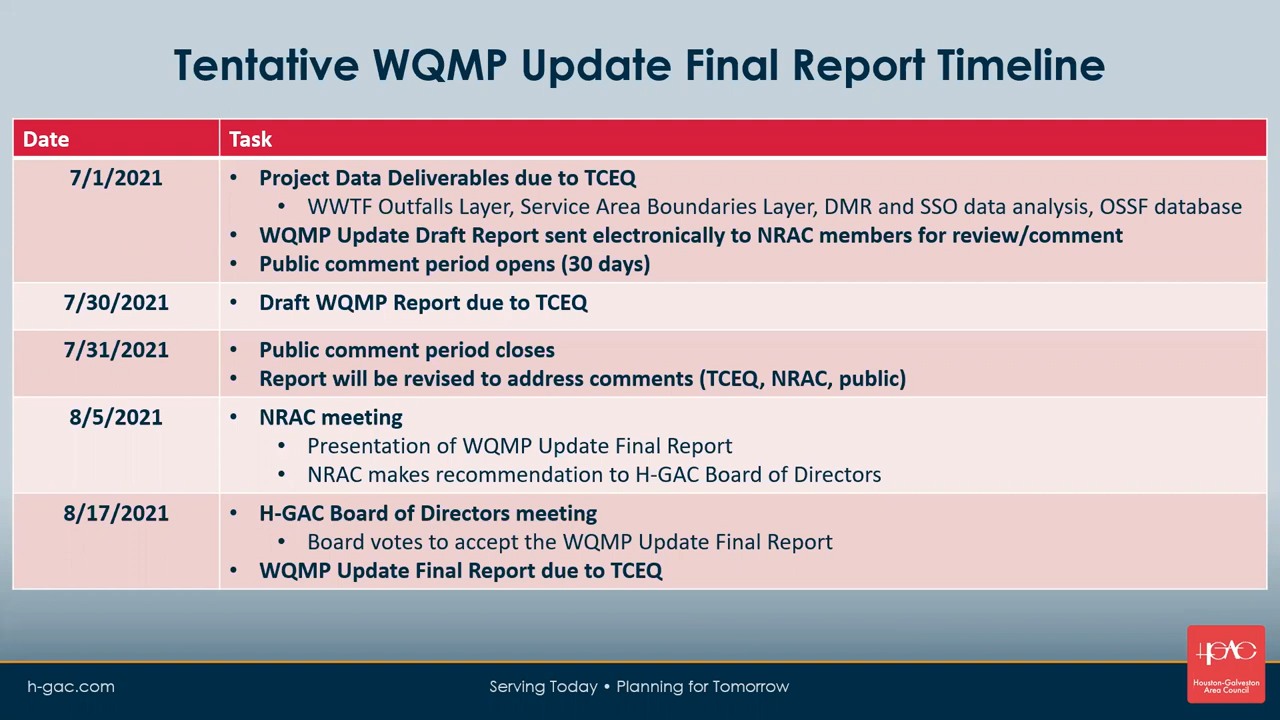 Tentative WQMP Update Final Report Timeline
Date Task
7/1/2021 • Project Data Deliverables due to TCEQ
• WWTF Outfalls Layer, Service Area Boundaries Layer, DMR and SSO data analysis, OSSF database
• WQMP Update Draft Report sent electronically to NRAC members for review/comment
• Public comment period opens (30 days)
7/30/2021 • Draft WQMP Report due to TCEQ
7/31/2021 • Public comment period closes
• Report will be revised to address comments (TCEQ, NRAC, public)
8/5/2021 • NRAC meeting
• Presentation of WQMP Update Final Report
• NRAC makes recommendation to H-GAC Board of Directors
8/17/2021 • H-GAC Board of Directors meeting
• Board votes to accept the WQMP Update Final Report
• WQMP Update Final Report due to TCEQ
HGAC
Houston-Galveston
Area Council
h-gac.com Serving Today • Planning for Tomorrow